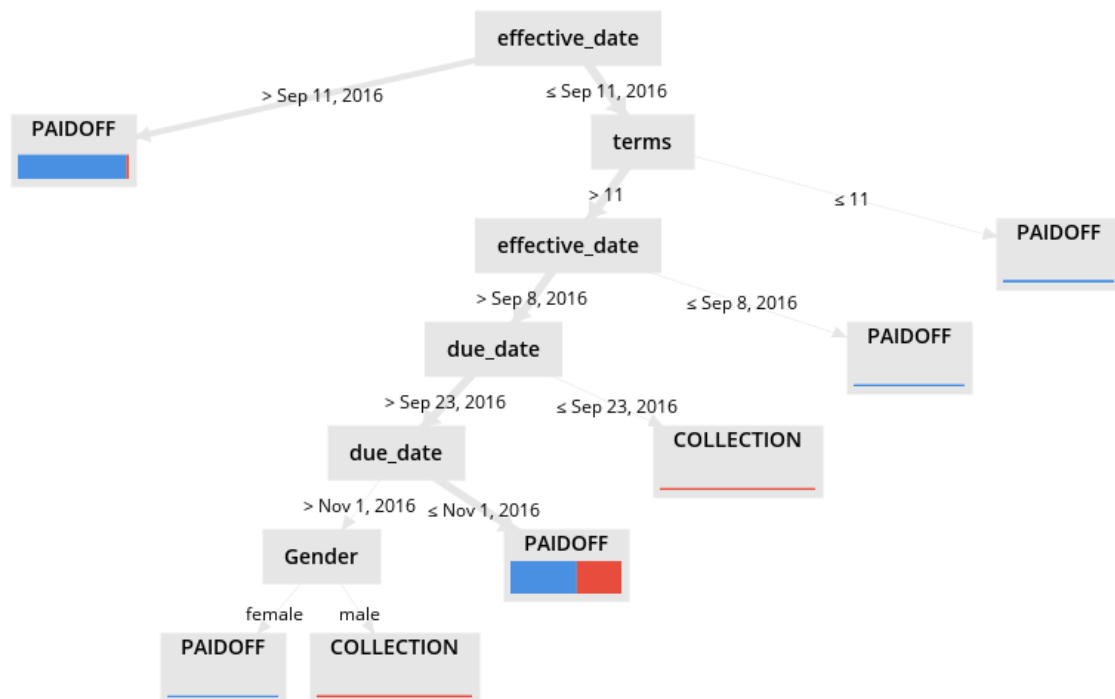 effective_date
> Sep 11, 2016
≤ Sep 11, 2016
PAIDOFF
terms
> 11
≤ 11
effective_date
PAIDOFF
> Sep 8, 2016
≤ Sep 8, 2016
due_date
PAIDOFF
> Sep 23, 2016
≤ Sep 23, 2016
due_date
COLLECTION
> Nov 1, 2016
≤ Nov 1, 2016
Gender
PAIDOFF
female
male
PAIDOFF
COLLECTION